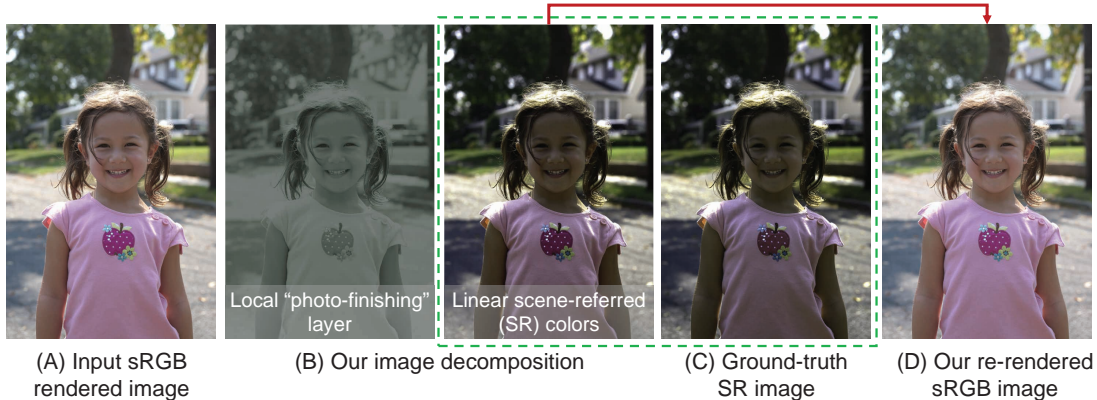 Local “photo-finishing”
layer
Linear scene-referred
(SR) colors
(A) Input sRGB
rendered image
(B) Our image decomposition
(C) Ground-truth
SR image
(D) Our re-rendered
sRGB image